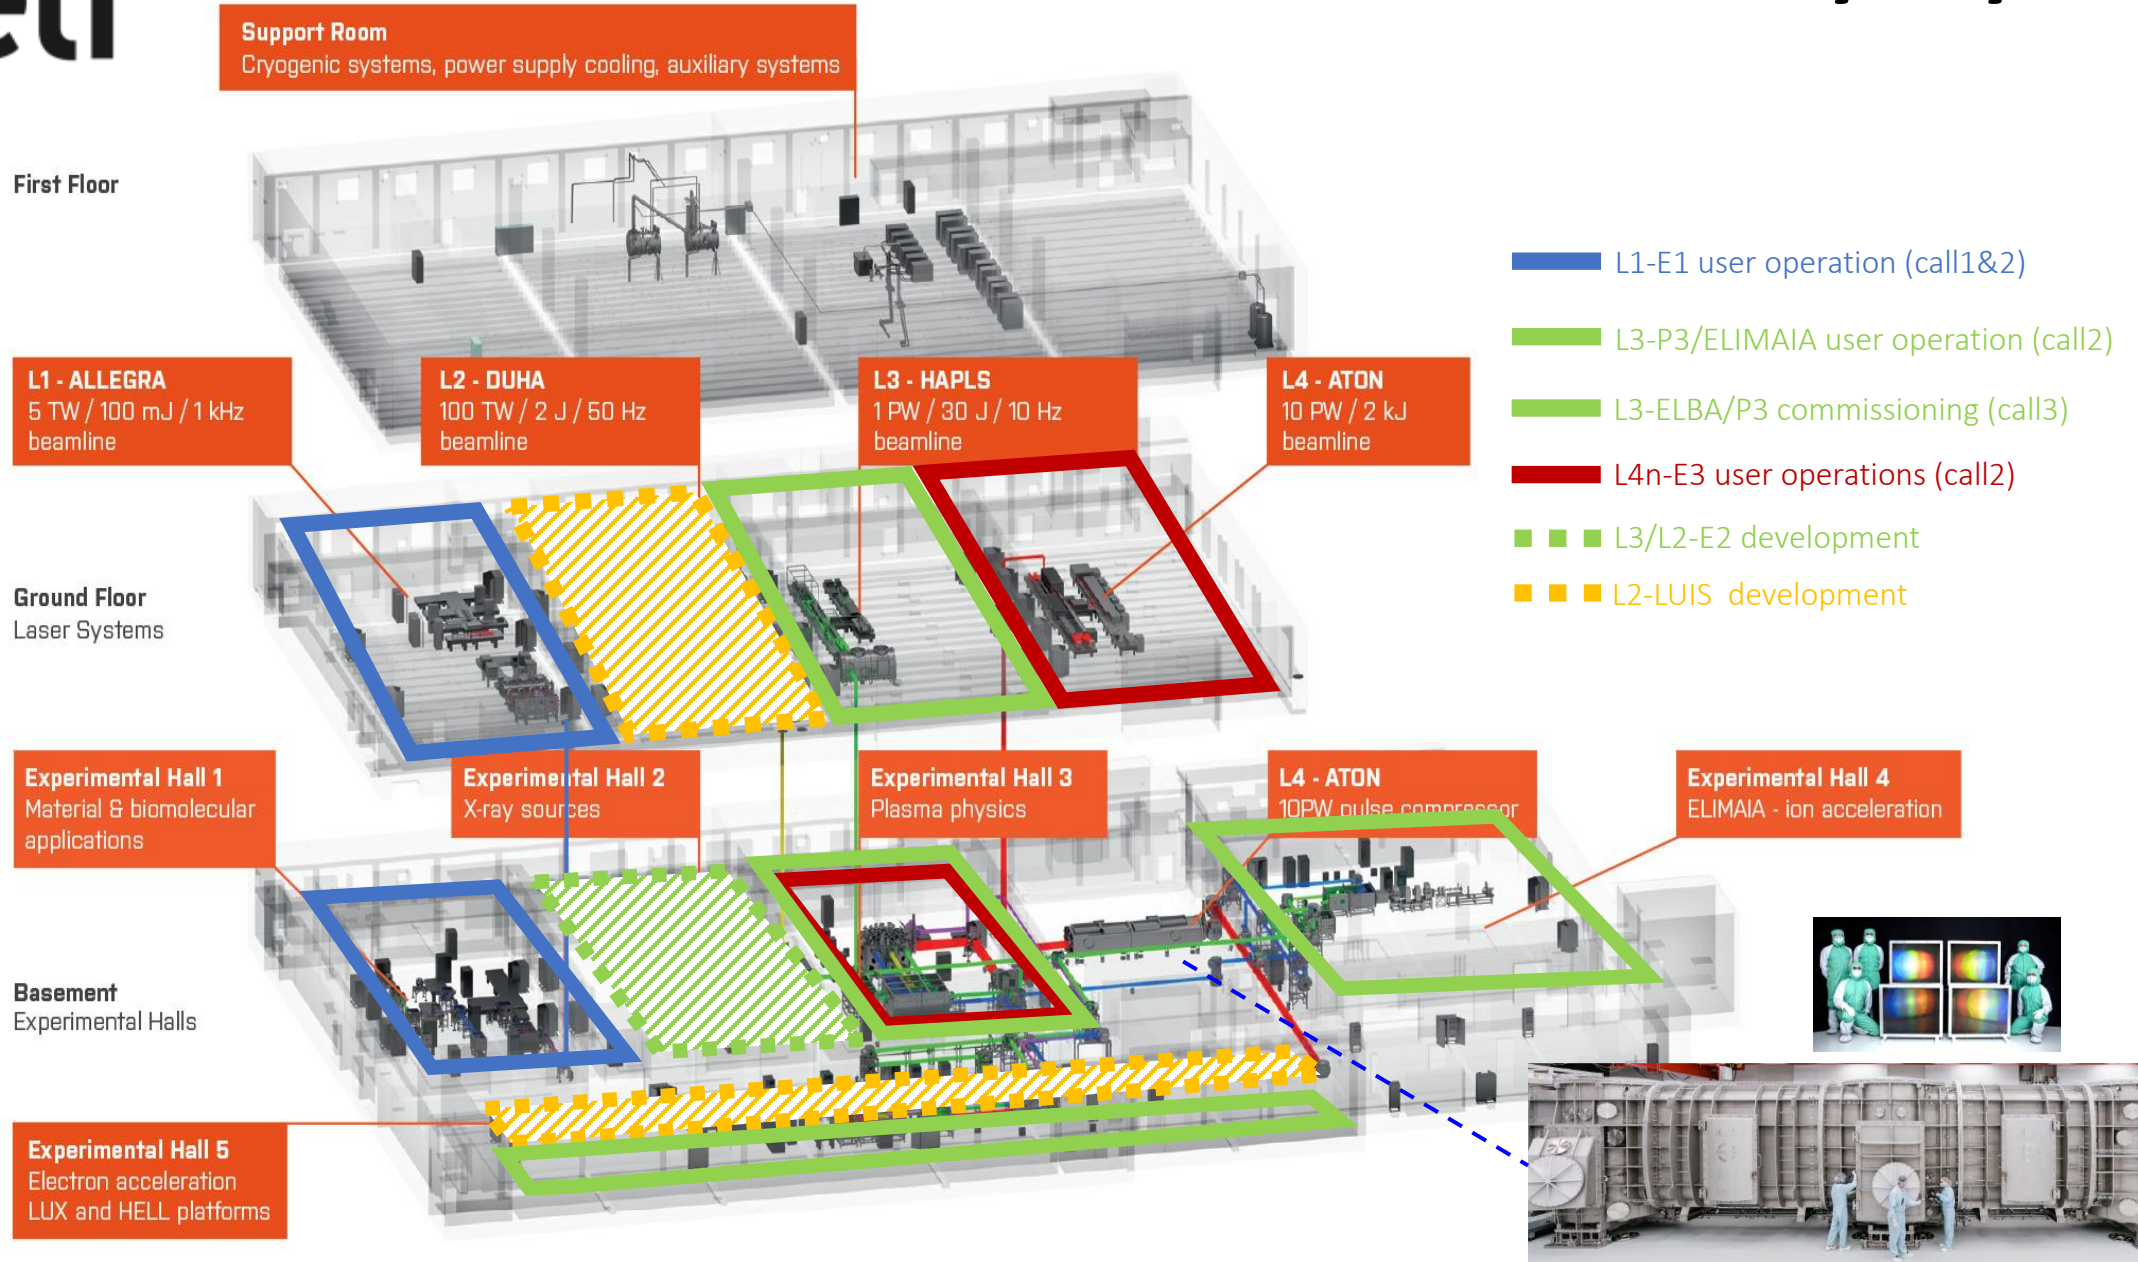 eli
Support Room
Cryogenic systems, power supply cooling, auxiliary systems
First Floor
L1-E1 user operation (call1&2)
L3-P3/ELIMAIA user operation (call2)
L3-ELBA/P3 commissioning (call3)
L4n-E3 user operations (call2)
L3/L2-E2 development
L2-LUIS development
L1 - ALLEGRA
5 TW / 100 mJ / 1 kHz
beamline
L2 - DUHA
100 TW / 2 J / 50 Hz
beamline
L3 - HAPLS
1 PW / 30 J / 10 Hz
beamline
L4 - ATON
10 PW / 2 kJ
beamline
Ground Floor
Laser Systems
Experimental Hall 1
Material & biomolecular
applications
Experimental Hall 2
X-ray sources
Experimental Hall 3
Plasma physics
L4 - ATON
10PW pulse compressor
Experimental Hall 4
ELIMAIA - ion acceleration
Basement
Experimental Halls
Experimental Hall 5
Electron acceleration
LUX and HELL platforms